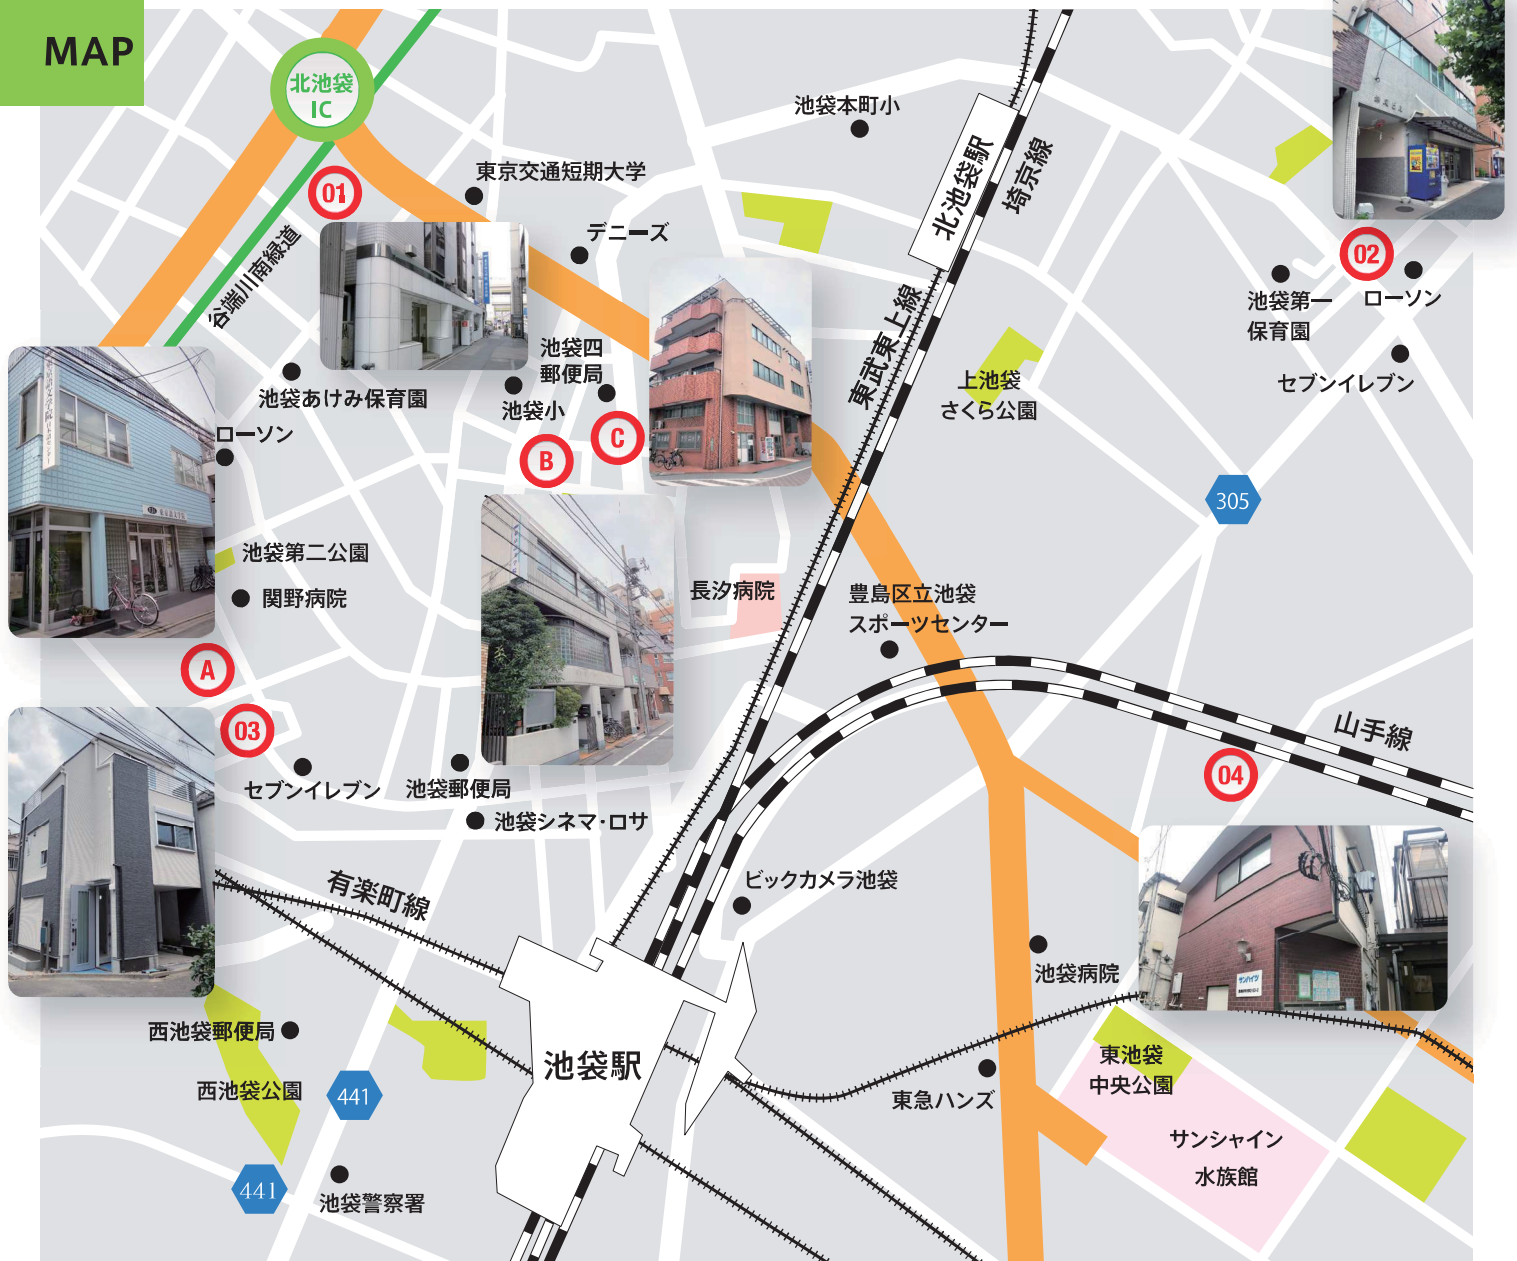 MAP
北池袋
IC
01
池袋本町小
東京交通短期大学
デニーズ
谷端川南緑道
北池袋駅
埼京線
東武東上線
02
池袋第一
保育園
ローソン
セブンイレブン
池袋四
郵便局
池袋小
池袋あけみ保育園
ローソン
B
C
上池袋
さくら公園
305
池袋第二公園
関野病院
長汐病院
豊島区立池袋
スポーツセンター
A
03
セブンイレブン
池袋郵便局
池袋シネマ・ロサ
山手線
04
有楽町線
ビックカメラ池袋
池袋病院
サンハイツ
西池袋郵便局
西池袋公園
441
441
池袋警察署
池袋駅
東急ハンズ
東池袋
中央公園
サンシャイン
水族館